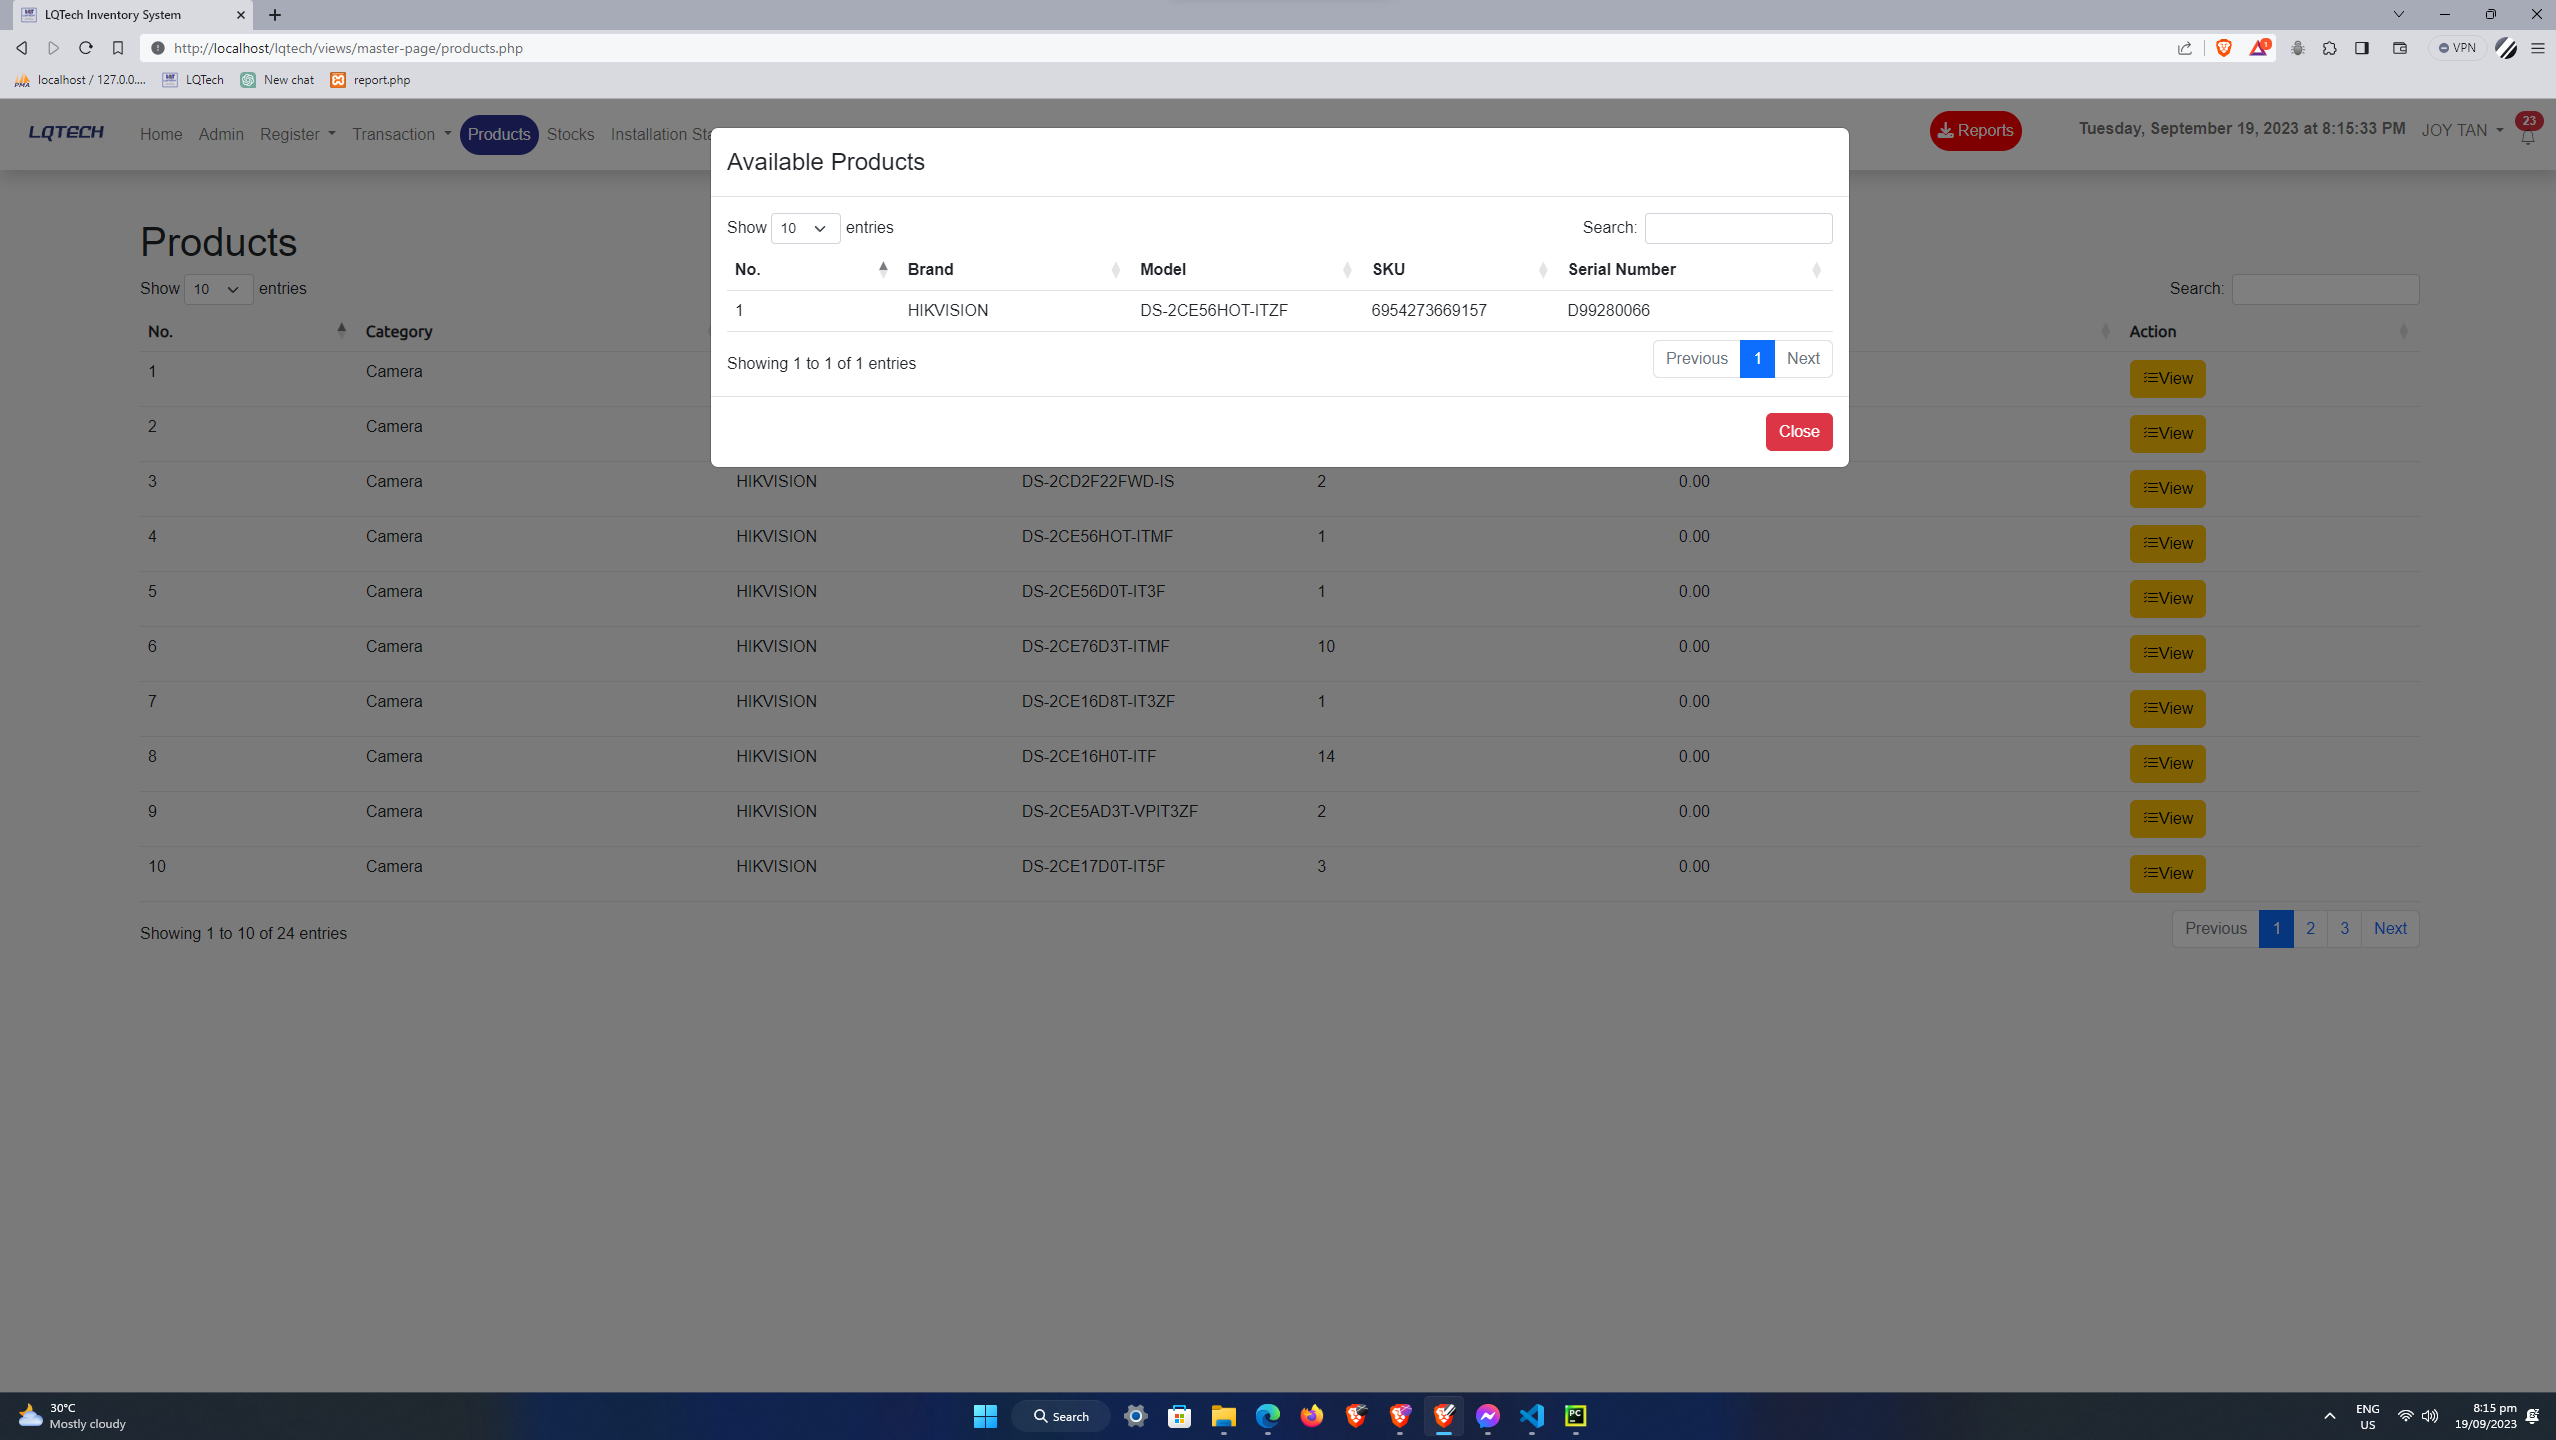 LQTech Inventory System
http://localhost/lqtech/views/master-page/products.php
1
VPN
localhost / 127.0.0....
LQTech
New chat
report.php
LQTECH
Home
Admin
Register
Transaction
Products
Stocks
Installation Sta
Reports
Tuesday, September 19, 2023 at 8:15:33 PM
JOY TAN
23
Available Products
Show 10 entries
Search:
No. Brand Model SKU Serial Number
1 HIKVISION DS-2CE56HOT-ITZF 6954273669157 D99280066
Showing 1 to 1 of 1 entries
Previous 1 Next
Close
Products
Show 10 entries
Search:
No. Category Action
1 Camera View
2 Camera View
3 Camera HIKVISION DS-2CD2F22FWD-IS 2 0.00 View
4 Camera HIKVISION DS-2CE56HOT-ITMF 1 0.00 View
5 Camera HIKVISION DS-2CE56D0T-IT3F 1 0.00 View
6 Camera HIKVISION DS-2CE76D3T-ITMF 10 0.00 View
7 Camera HIKVISION DS-2CE16D8T-IT3ZF 1 0.00 View
8 Camera HIKVISION DS-2CE16H0T-ITF 14 0.00 View
9 Camera HIKVISION DS-2CE5AD3T-VPIT3ZF 2 0.00 View
10 Camera HIKVISION DS-2CE17D0T-IT5F 3 0.00 View
Showing 1 to 10 of 24 entries
Previous 1 2 3 Next
30°C
Mostly cloudy
Search
PC
ENG
US
8:15 pm
19/09/2023